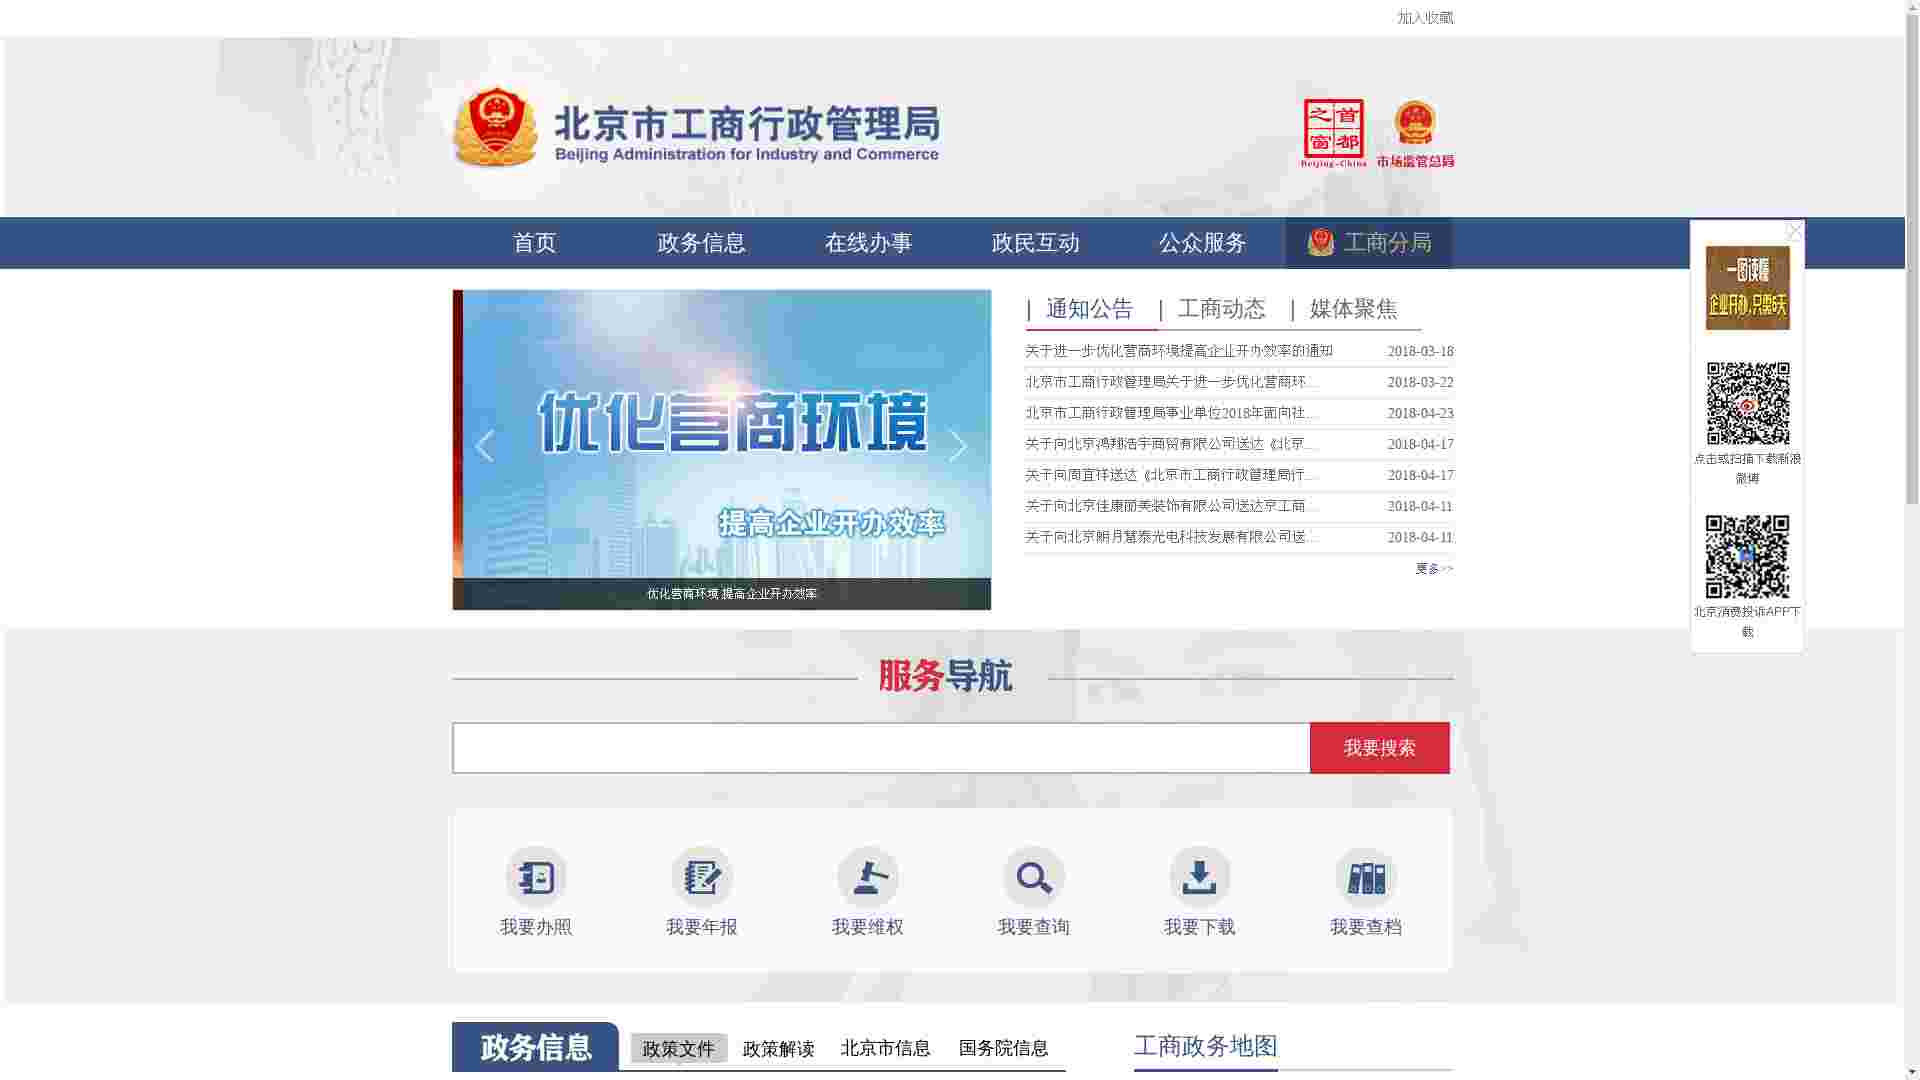 加入收藏
北京市工商行政管理局
Beijing Administration for Industry and Commerce
首都之窗
Beijing-China
市场监管总局
首页 政务信息 在线办事 政民互动 公众服务 工商分局
优化营商环境
提高企业开办效率
优化营商环境 提高企业开办效率
| 通知公告 | 工商动态 | 媒体聚焦
关于进一步优化营商环境提高企业开办效率的通知 2018-03-18
北京市工商行政管理局关于进一步优化营商环... 2018-03-22
北京市工商行政管理局事业单位2018年面向社... 2018-04-23
关于向北京鸿翔浩宇商贸有限公司送达《北京... 2018-04-17
关于向周宜祥送达《北京市工商行政管理局行... 2018-04-17
关于向北京佳康丽美装饰有限公司送达京工商... 2018-04-11
关于向北京朗月慧泰光电科技发展有限公司送... 2018-04-11
更多>>
一图读懂
企业开办,只需5天
点击或扫描下载新浪
微博
北京消费投诉APP下
载
服务导航
我要搜索
我要办照 我要年报 我要维权 我要查询 我要下载 我要查档
政务信息 政策文件 政策解读 北京市信息 国务院信息
工商政务地图